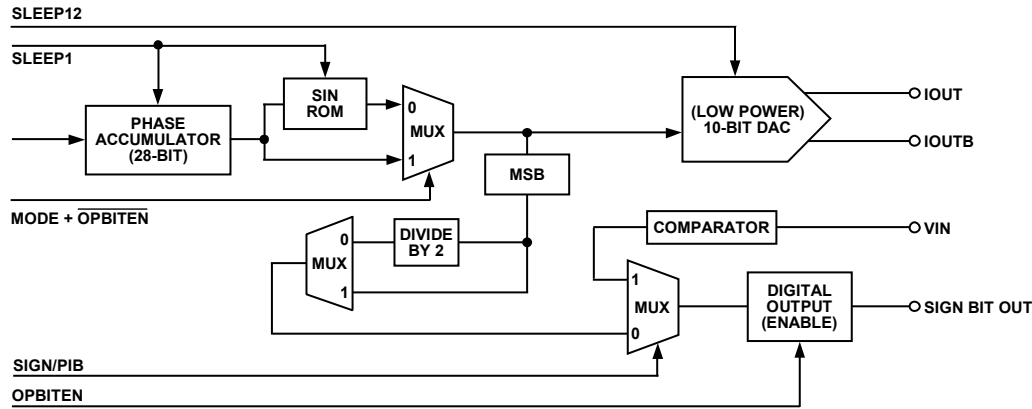 SLEEP12
SLEEP1
SIN
ROM
0
MUX
1
PHASE
ACCUMULATOR
(28-BIT)
(LOW POWER)
10-BIT DAC
IOUT
IOUTB
MSB
MODE + OPBITEN
DIVIDE
BY 2
0
MUX
1
COMPARATOR
VIN
1
MUX
0
DIGITAL
OUTPUT
(ENABLE)
SIGN BIT OUT
SIGN/PIB
OPBITEN